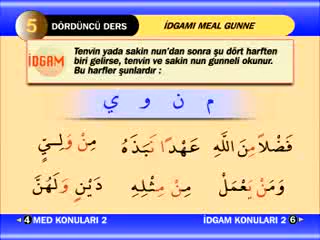 5 DÖRDÜNCÜ DERS İDGAMI MEAL GUNNE
İDGAM
Tenvin yada sakin nun'dan sonra şu dört harften
biri gelirse, tenvin ve sakin nun gunneli okunur.
Bu harfler şunlardır :
م ن و ي
فَضْلًا مِنَ اللَّهِ عَهْدًا نَبَذَهُ مِنْ وَلِيٍّ
وَمَنْ يَعْمَلْ مِنْ مِثْلِهِ دَيْنٍ وَلَهُنَّ
4 MED KONULARI 2 İDGAM KONULARI 2 6